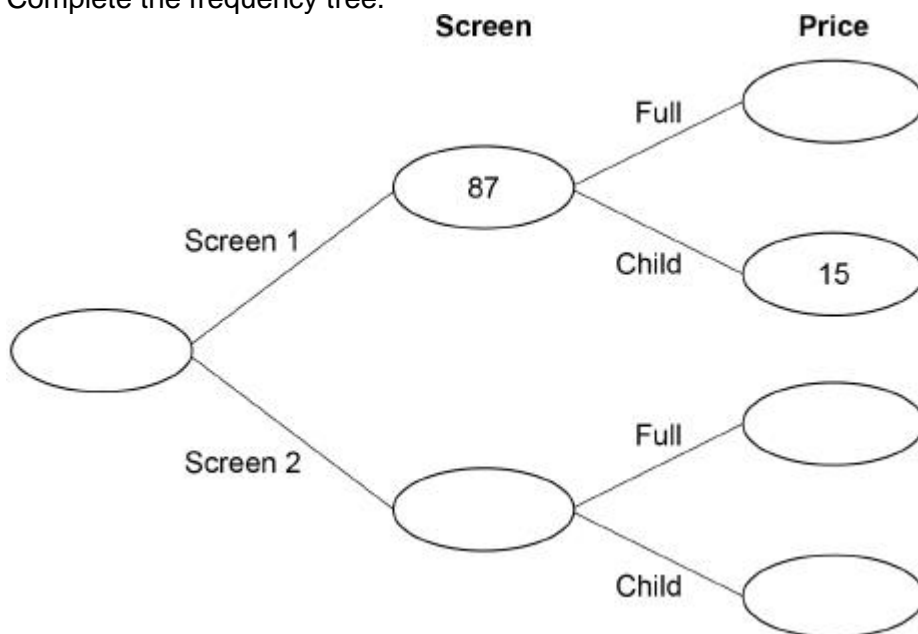 Complete the frequency tree.
Screen
Price
Full
87
Screen 1
Child
15
Full
Screen 2
Child